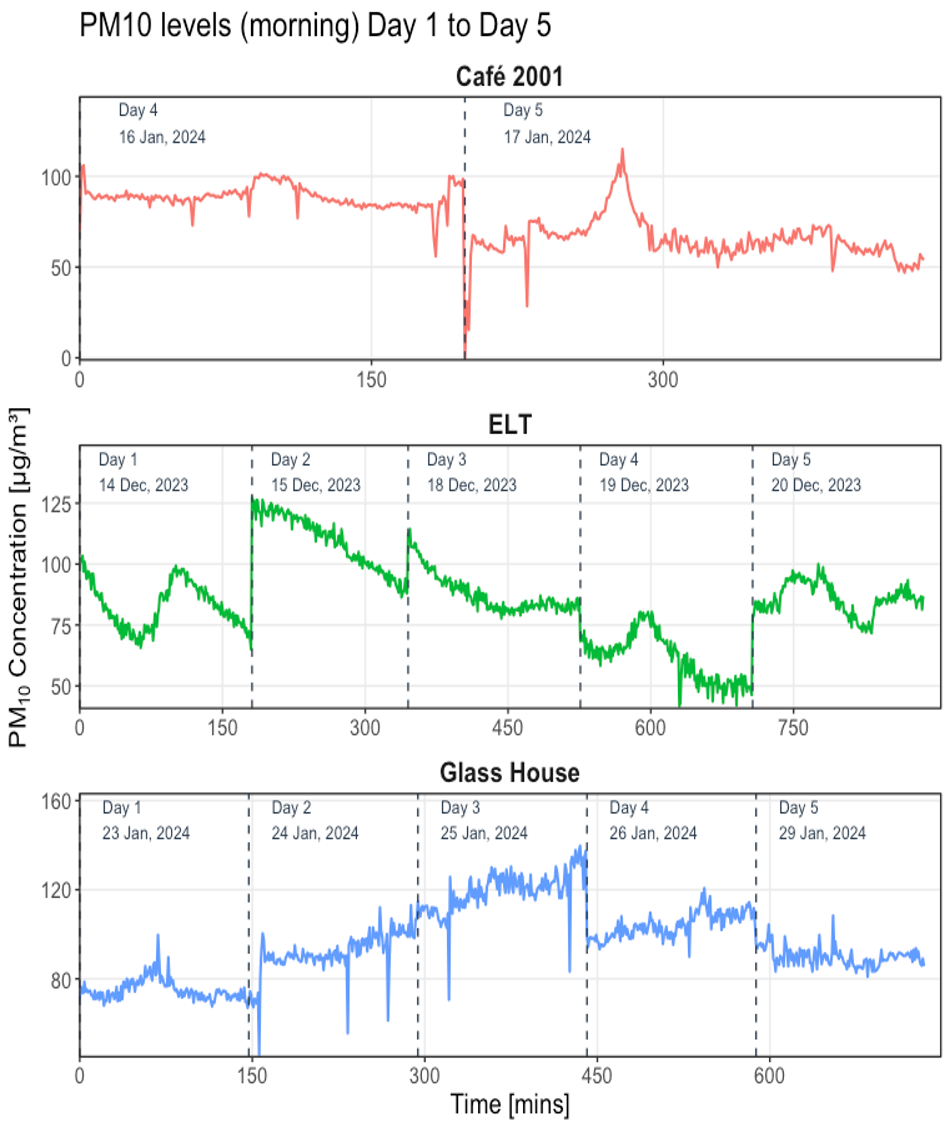 PM10 levels (morning) Day 1 to Day 5
Café 2001
Day 4
16 Jan, 2024
Day 5
17 Jan, 2024
100
50
0
0 150 300
ELT
Day 1
14 Dec, 2023
Day 2
15 Dec, 2023
Day 3
18 Dec, 2023
Day 4
19 Dec, 2023
Day 5
20 Dec, 2023
125
100
75
50
0 150 300 450 600 750
PM₁₀ Concentration [µg/m³]
Glass House
Day 1
23 Jan, 2024
Day 2
24 Jan, 2024
Day 3
25 Jan, 2024
Day 4
26 Jan, 2024
Day 5
29 Jan, 2024
160
120
80
0 150 300 450 600
Time [mins]